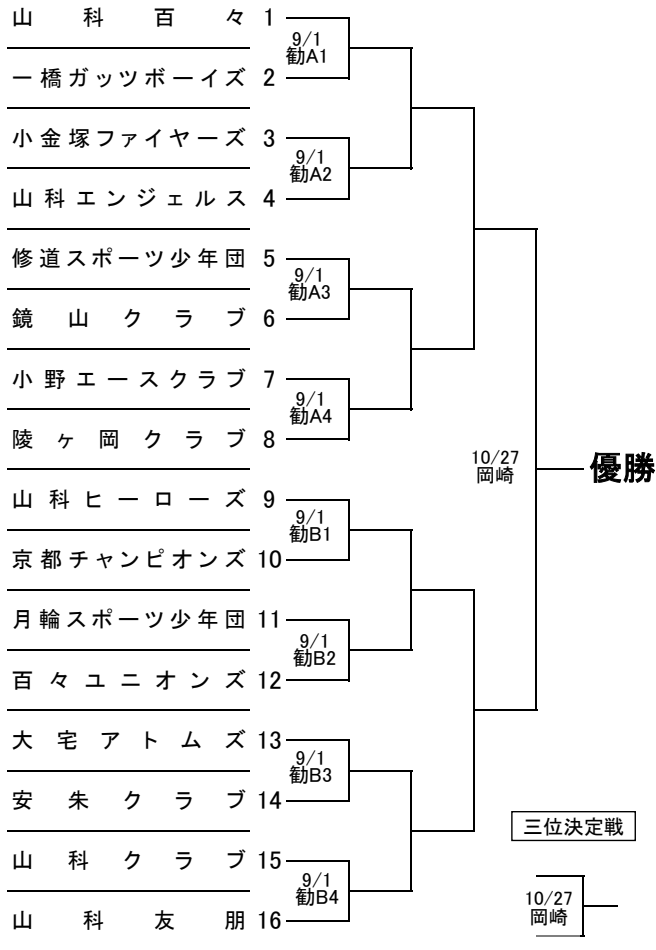 山科百々 1
9/1
勧A1
一橋ガッツボーイズ 2
小金塚ファイヤーズ 3
9/1
勧A2
山科エンジェルス 4
修道スポーツ少年団 5
9/1
勧A3
鏡山クラブ 6
小野エースクラブ 7
9/1
勧A4
陵ヶ岡クラブ 8
10/27
岡崎
優勝
山科ヒーローズ 9
9/1
勧B1
京都チャンピオンズ 10
月輪スポーツ少年団 11
9/1
勧B2
百々ユニオンズ 12
大宅アトムズ 13
9/1
勧B3
安朱クラブ 14
三位決定戦
山科クラブ 15
9/1
勧B4
山科友朋 16
10/27
岡崎